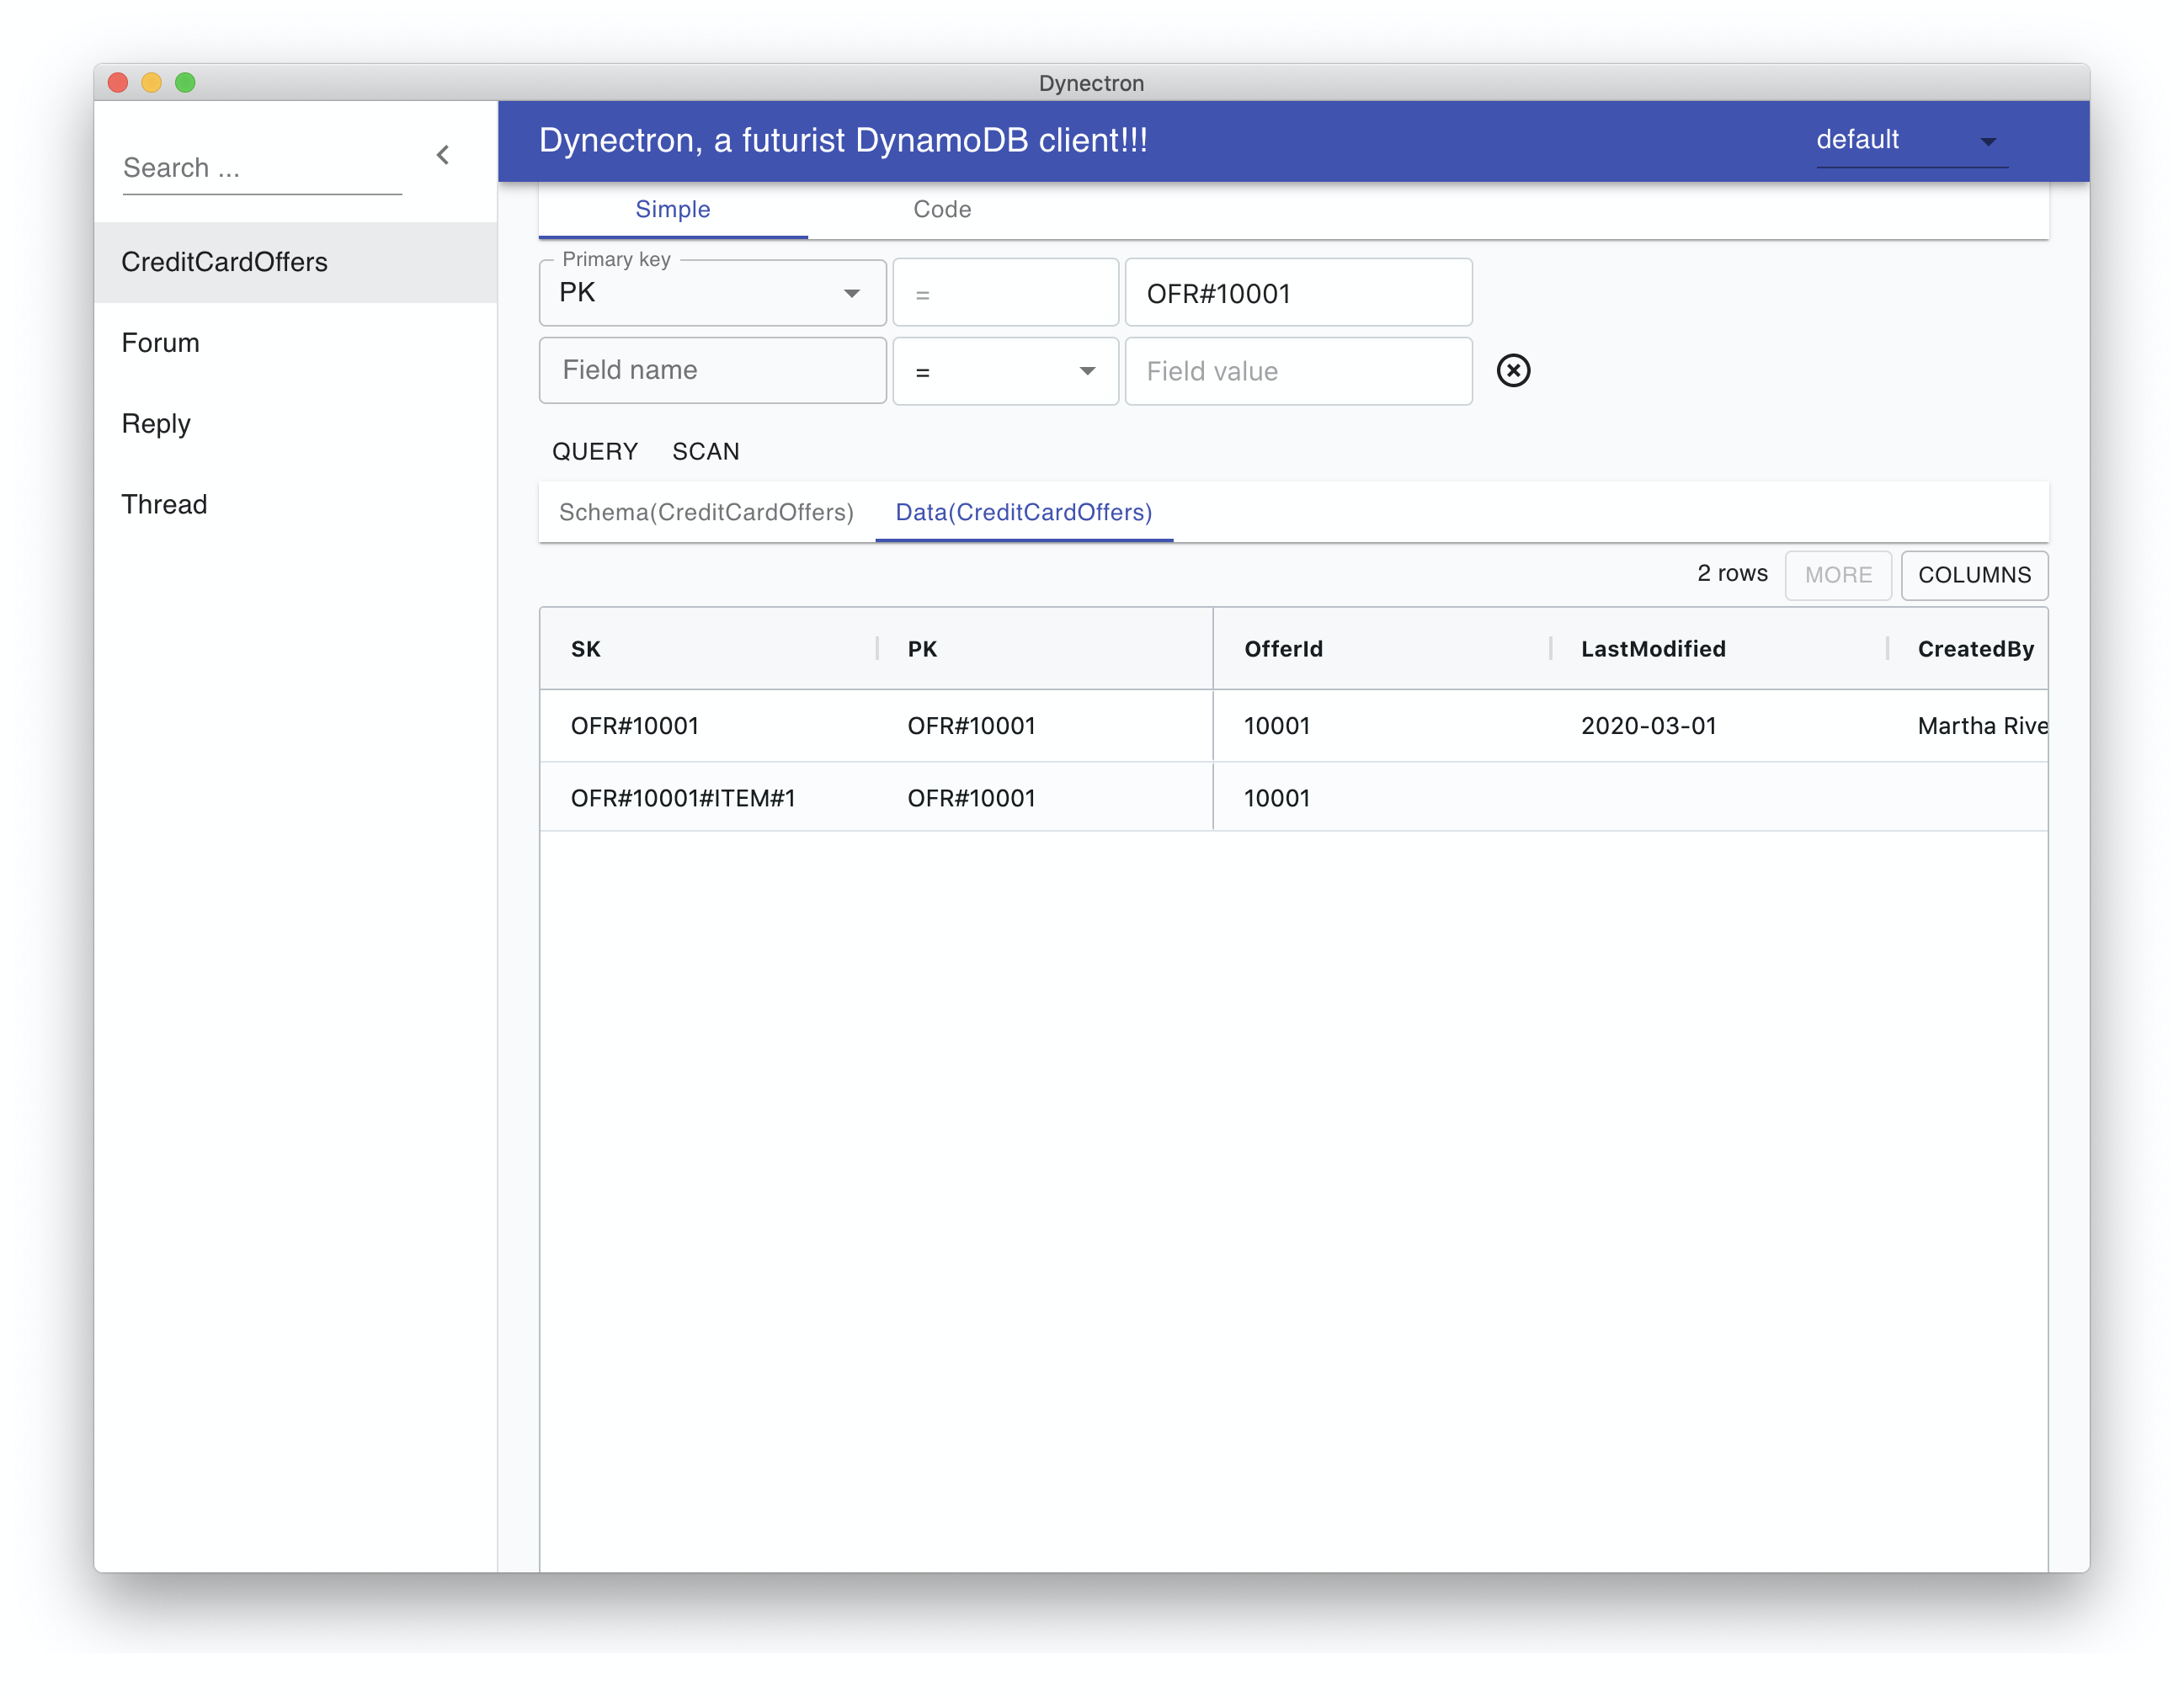 Dynectron
Search ...
CreditCardOffers
Forum
Reply
Thread
Dynectron, a futurist DynamoDB client!!! default
Simple Code
Primary key
PK = OFR#10001
Field name = Field value
QUERY SCAN
Schema(CreditCardOffers) Data(CreditCardOffers)
2 rows MORE COLUMNS
SK PK OfferId LastModified CreatedBy
OFR#10001 OFR#10001 10001 2020-03-01 Martha Rive
OFR#10001#ITEM#1 OFR#10001 10001